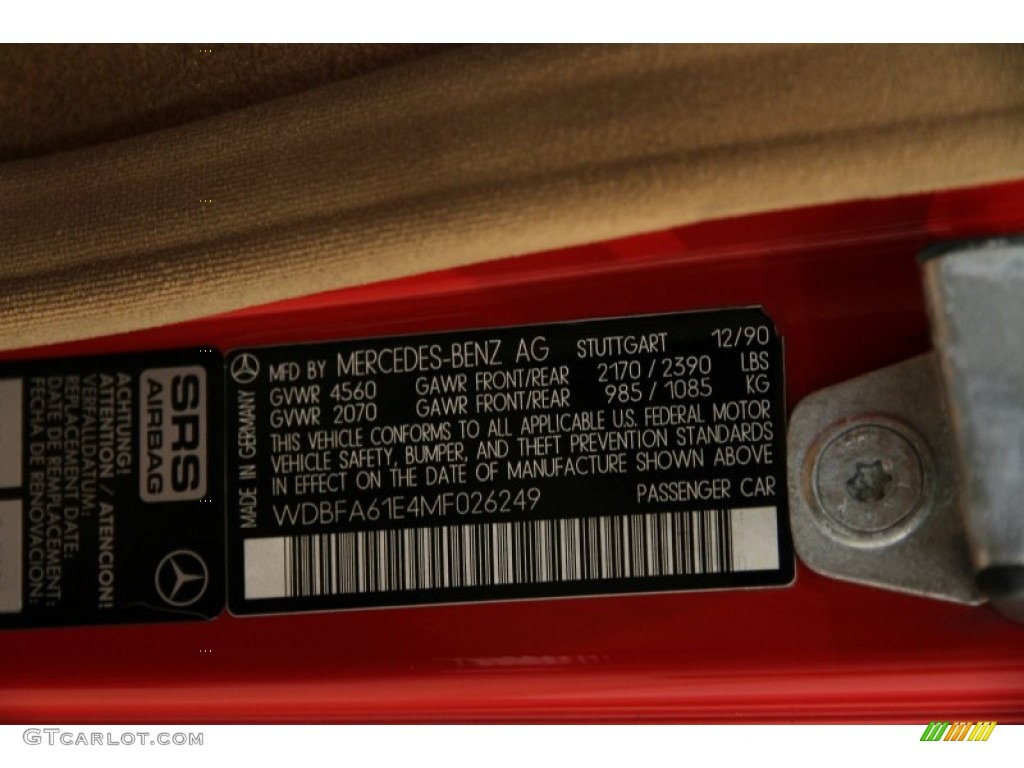 ACHTUNG!
ATTENTION / ATENCION!
VERFALLDATUM:
REPLACEMENT DATE:
DATE DE REMPLACEMENT:
FECHA DE RENOVACION:
SRS
AIRBAG
MADE IN GERMANY
MFD BY MERCEDES-BENZ AG STUTTGART 12/90
GVWR 4560 GAWR FRONT/REAR 2170 / 2390 LBS
GVWR 2070 GAWR FRONT/REAR 985 / 1085 KG
THIS VEHICLE CONFORMS TO ALL APPLICABLE U.S. FEDERAL MOTOR
VEHICLE SAFETY, BUMPER, AND THEFT PREVENTION STANDARDS
IN EFFECT ON THE DATE OF MANUFACTURE SHOWN ABOVE
WDBFA61E4MF026249 PASSENGER CAR
GTCARLOT.COM